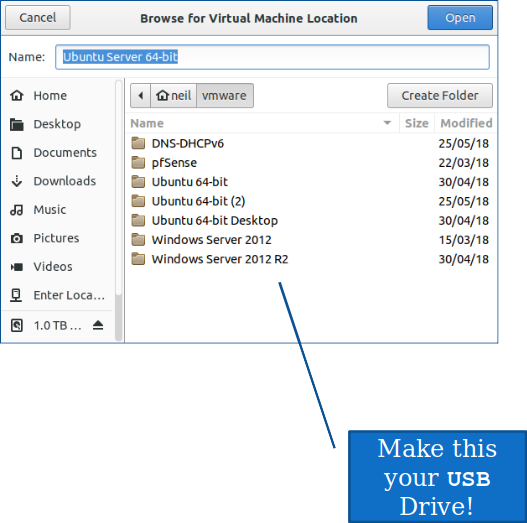 Cancel Browse for Virtual Machine Location Open
Name: Ubuntu Server 64-bit
Home
Desktop
Documents
Downloads
Music
Pictures
Videos
Enter Loca...
1.0 TB ...
neil vmware Create Folder
Name Size Modified
DNS-DHCPv6 25/05/18
pfSense 22/03/18
Ubuntu 64-bit 30/04/18
Ubuntu 64-bit (2) 25/05/18
Ubuntu 64-bit Desktop 30/04/18
Windows Server 2012 15/03/18
Windows Server 2012 R2 30/04/18
Make this
your USB
Drive!